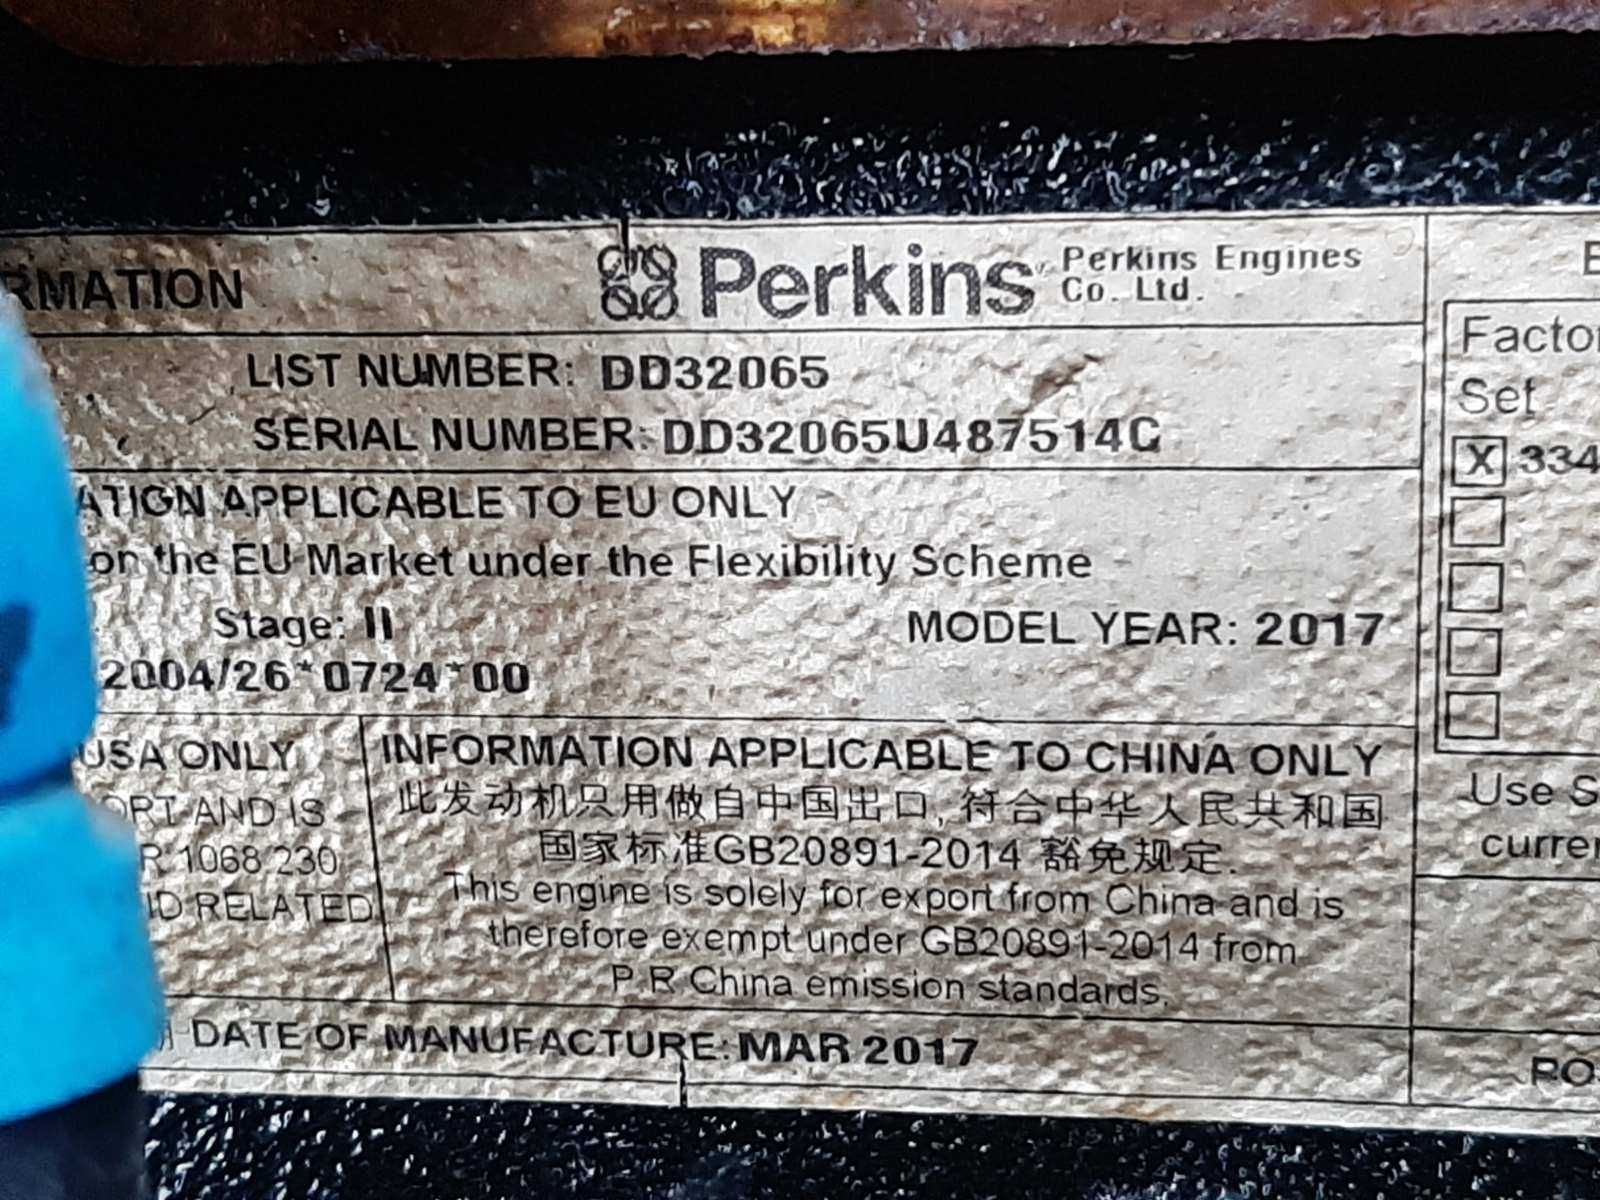 RMATION
Perkins
Perkins Engines
Co. Ltd.
LIST NUMBER: DD32065
SERIAL NUMBER: DD32065U487514C
ATION APPLICABLE TO EU ONLY
on the EU Market under the Flexibility Scheme
Stage: II
MODEL YEAR: 2017
2004/26*0724*00
USA ONLY
ORT AND IS
R 1068.230
ID RELATED
INFORMATION APPLICABLE TO CHINA ONLY
此发动机只用做自中国出口, 符合中华人民共和国
国家标准GB20891-2014 豁免规定.
This engine is solely for export from China and is
therefore exempt under GB20891-2014 from
P.R.China emission standards.
DATE OF MANUFACTURE: MAR 2017
E
Factor
Set
X 334
Use S
curre
PO